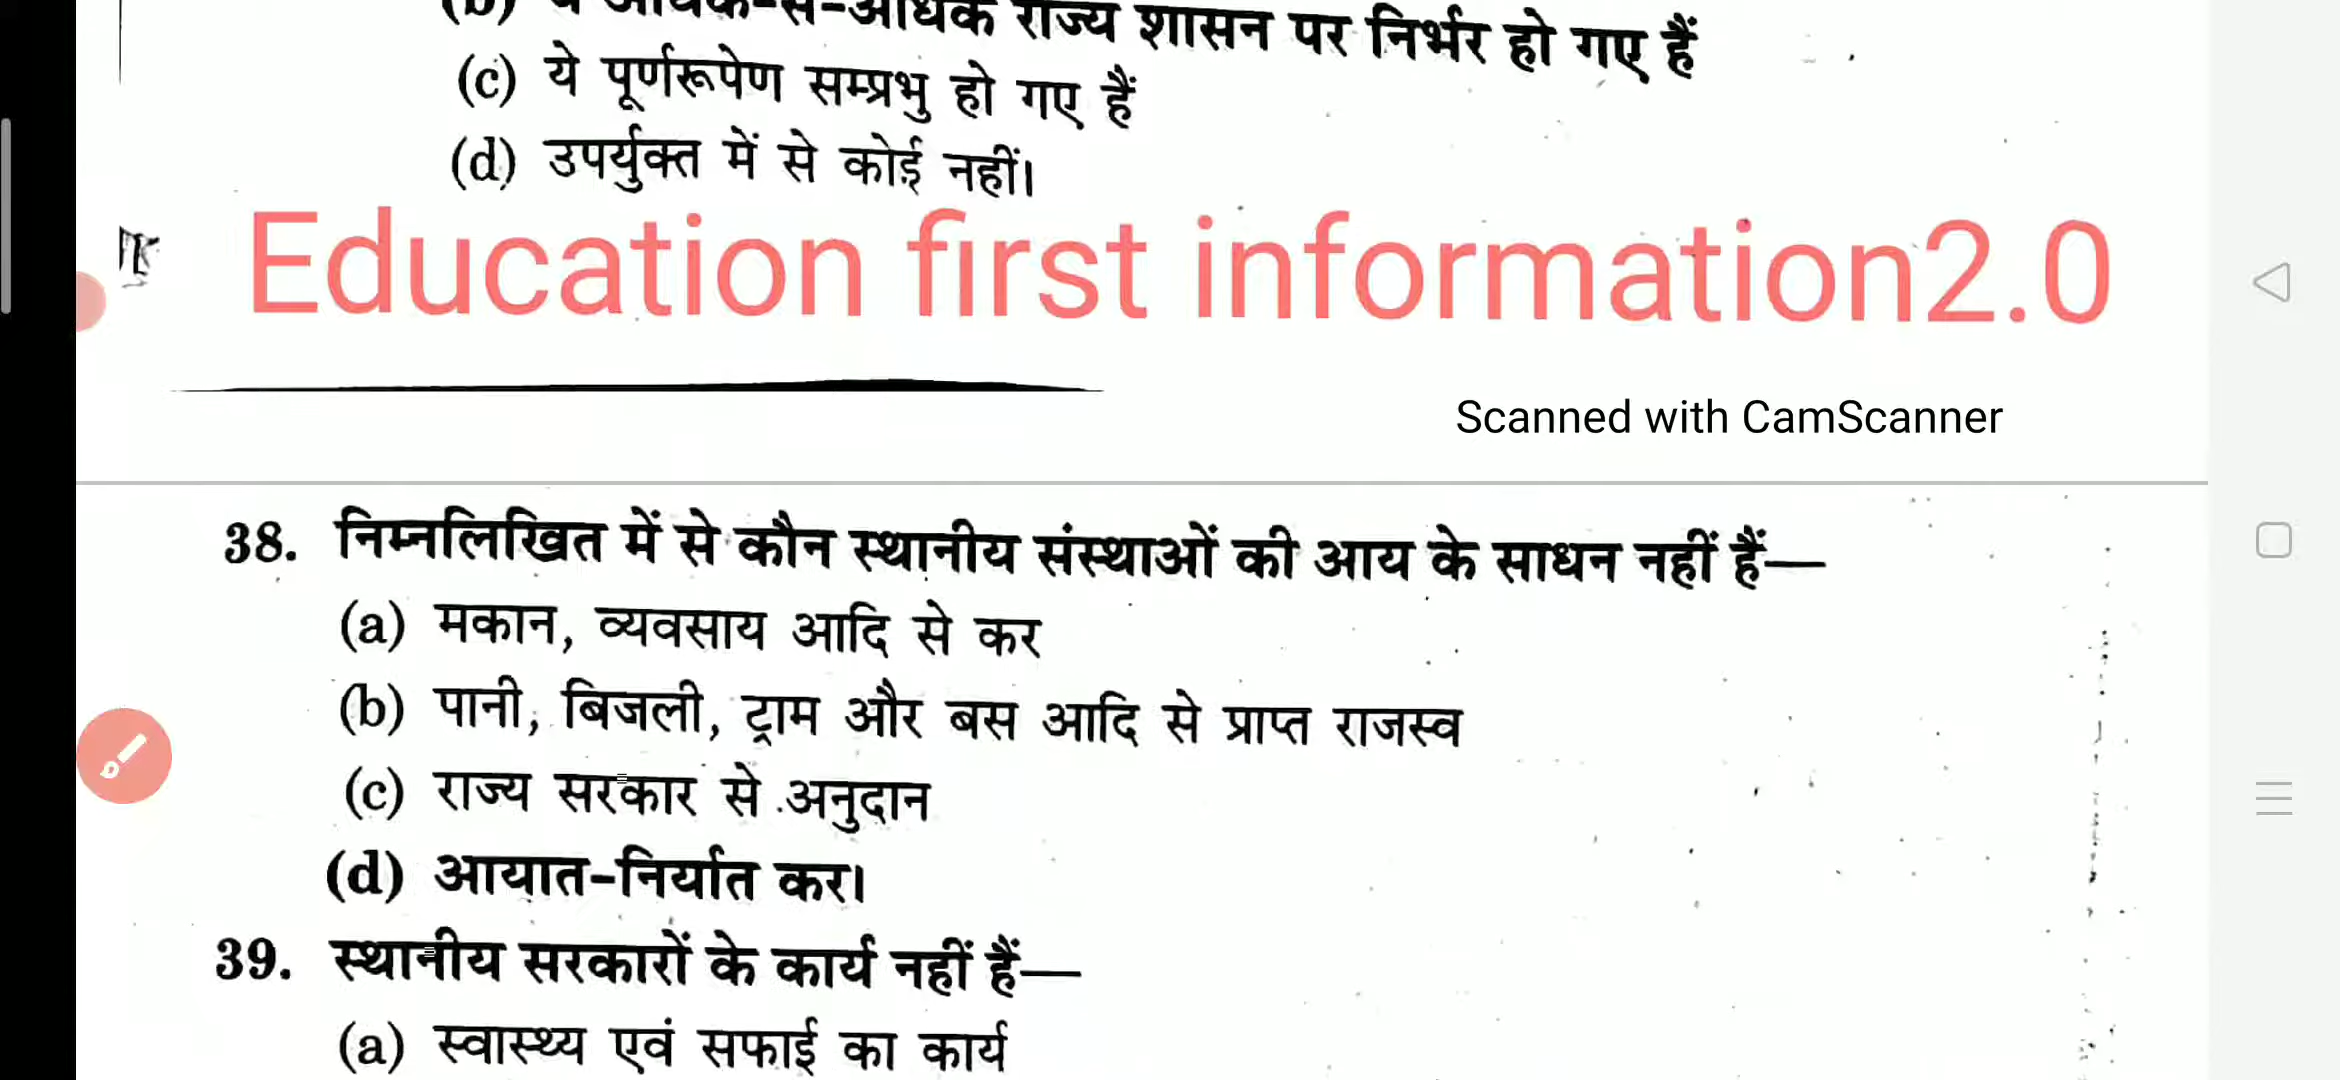 (b) ये अधिक-से-अधिक राज्य शासन पर निर्भर हो गए हैं
(c) ये पूर्णरूपेण सम्प्रभु हो गए हैं
(d) उपर्युक्त में से कोई नहीं।
Education first information2.0
Scanned with CamScanner
38. निम्नलिखित में से कौन स्थानीय संस्थाओं की आय के साधन नहीं हैं—
(a) मकान, व्यवसाय आदि से कर
(b) पानी, बिजली, ट्राम और बस आदि से प्राप्त राजस्व
(c) राज्य सरकार से अनुदान
(d) आयात-निर्यात कर।
39. स्थानीय सरकारों के कार्य नहीं हैं—
(a) स्वास्थ्य एवं सफाई का कार्य